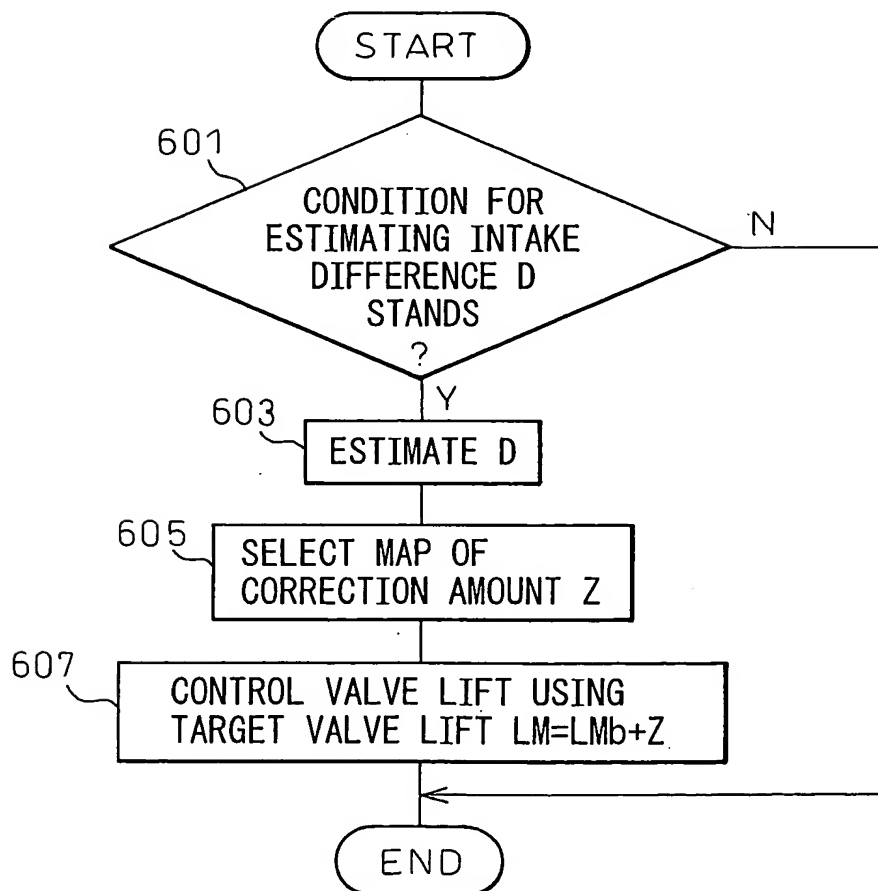 START
601
CONDITION FOR
ESTIMATING INTAKE
DIFFERENCE D
STANDS
?
N
Y
603
ESTIMATE D
605
SELECT MAP OF
CORRECTION AMOUNT Z
607
CONTROL VALVE LIFT USING
TARGET VALVE LIFT LM=LMb+Z
END